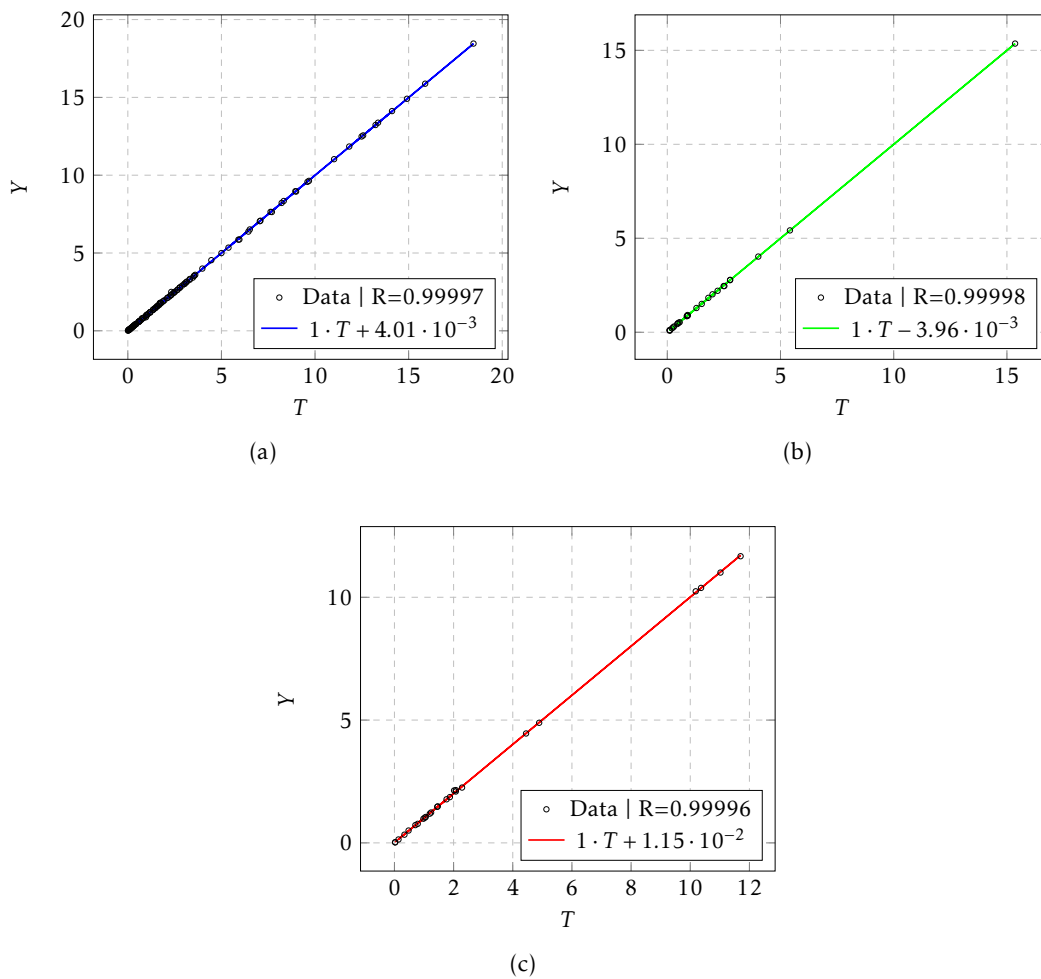 20
15
10
5
0
Y
0 5 10 15 20
T
Data | R=0.99997
1 · T + 4.01 · 10⁻³
(a)
15
10
5
0
Y
0 5 10 15
T
Data | R=0.99998
1 · T − 3.96 · 10⁻³
(b)
10
5
0
Y
0 2 4 6 8 10 12
T
Data | R=0.99996
1 · T + 1.15 · 10⁻²
(c)